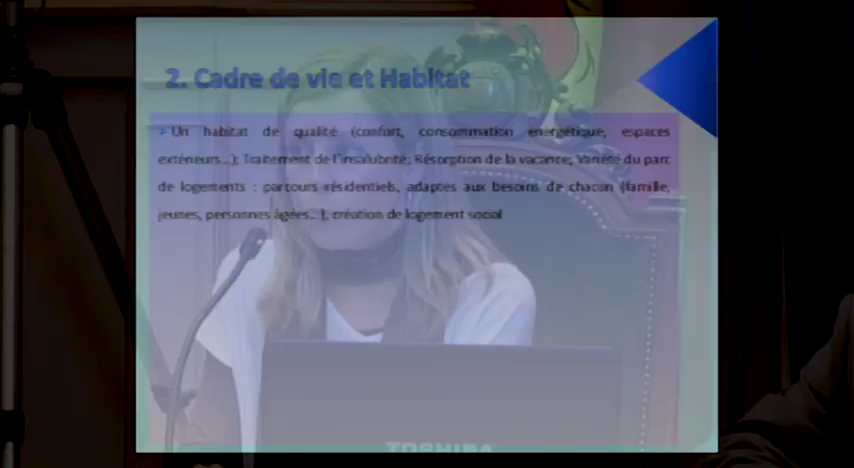 2. Cadre de vie et Habitat
Un habitat de qualité (confort, consommation énergétique, espaces
extérieurs...); Traitement de l'insalubrité; Résorption de la vacance; Variété du parc
de logements : parcours résidentiels, adaptés aux besoins de chacun (famille,
jeunes, personnes âgées...), création de logement social
TOSHIBA